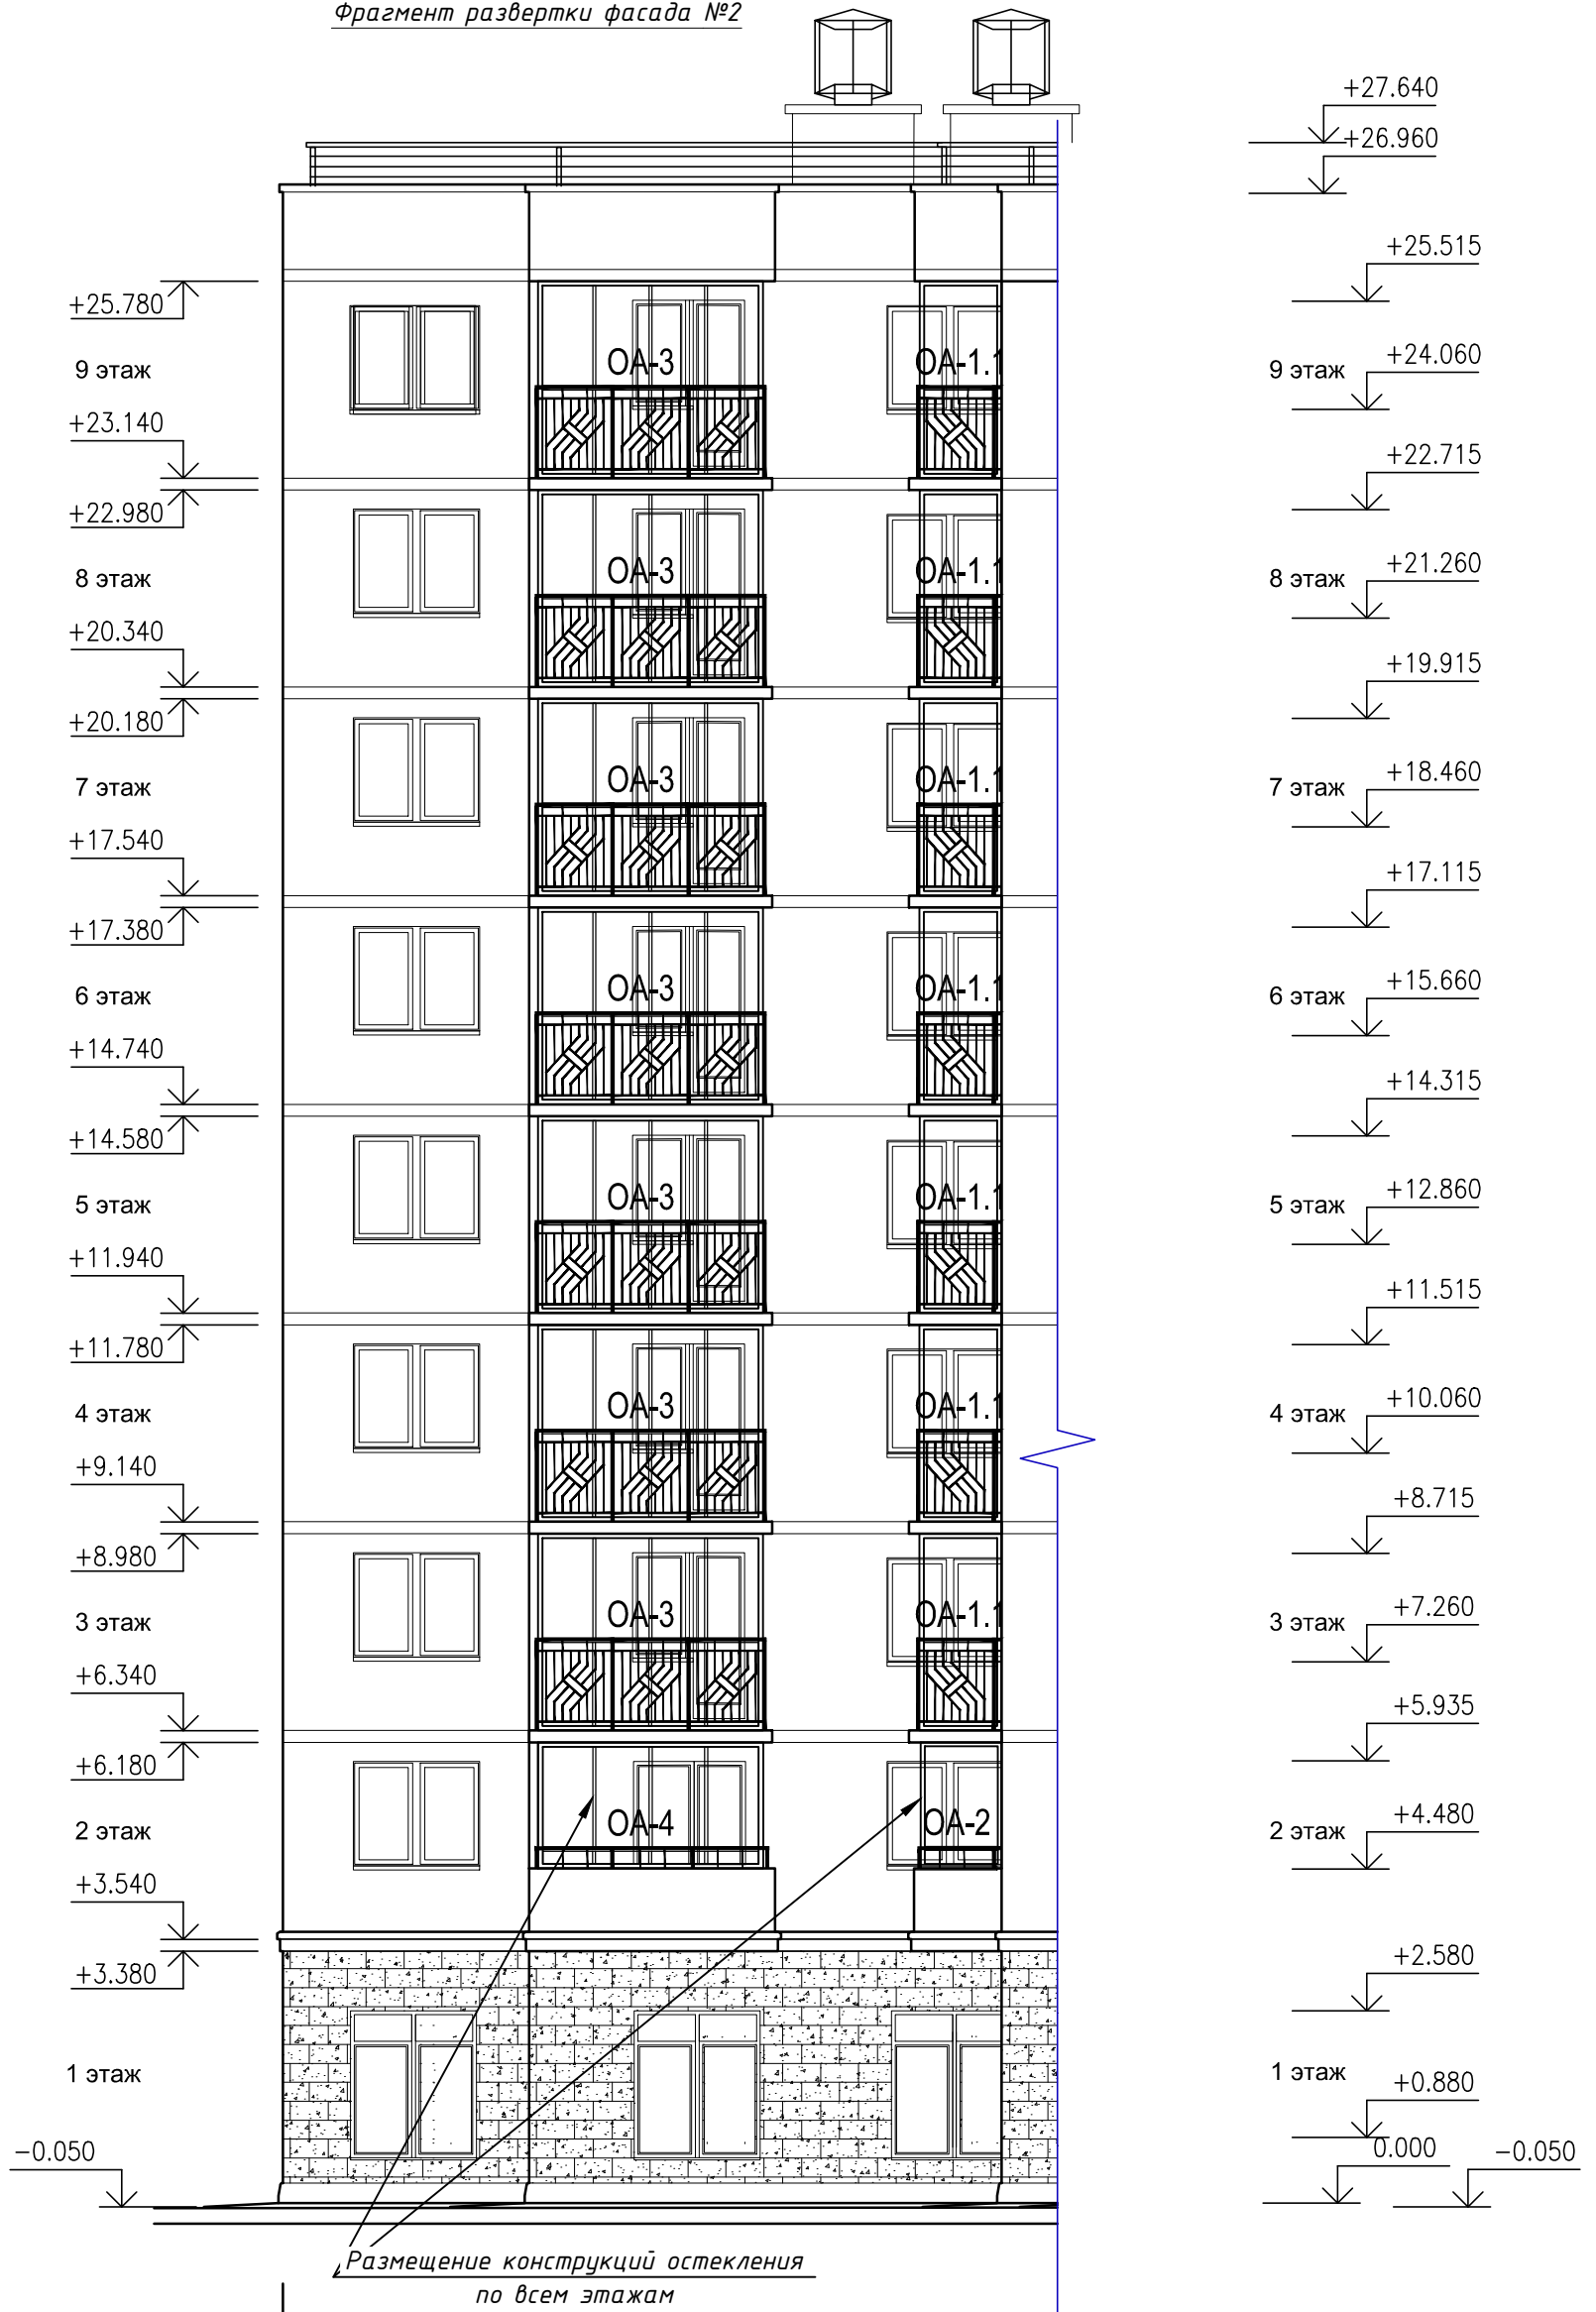 Фрагмент развертки фасада №2
+27.640
+26.960
+25.515
+25.780
9 этаж
ОА-3
ОА-1.1
9 этаж
+24.060
+23.140
+22.715
+22.980
8 этаж
ОА-3
ОА-1.1
8 этаж
+21.260
+20.340
+19.915
+20.180
7 этаж
ОА-3
ОА-1.1
7 этаж
+18.460
+17.540
+17.115
+17.380
6 этаж
ОА-3
ОА-1.1
6 этаж
+15.660
+14.740
+14.315
+14.580
5 этаж
ОА-3
ОА-1.1
5 этаж
+12.860
+11.940
+11.515
+11.780
4 этаж
ОА-3
ОА-1.1
4 этаж
+10.060
+9.140
+8.715
+8.980
3 этаж
ОА-3
ОА-1.1
3 этаж
+7.260
+6.340
+5.935
+6.180
2 этаж
ОА-4
ОА-2
2 этаж
+4.480
+3.540
+2.580
+3.380
1 этаж
1 этаж
+0.880
-0.050
0.000
-0.050
Размещение конструкций остекления
по всем этажам